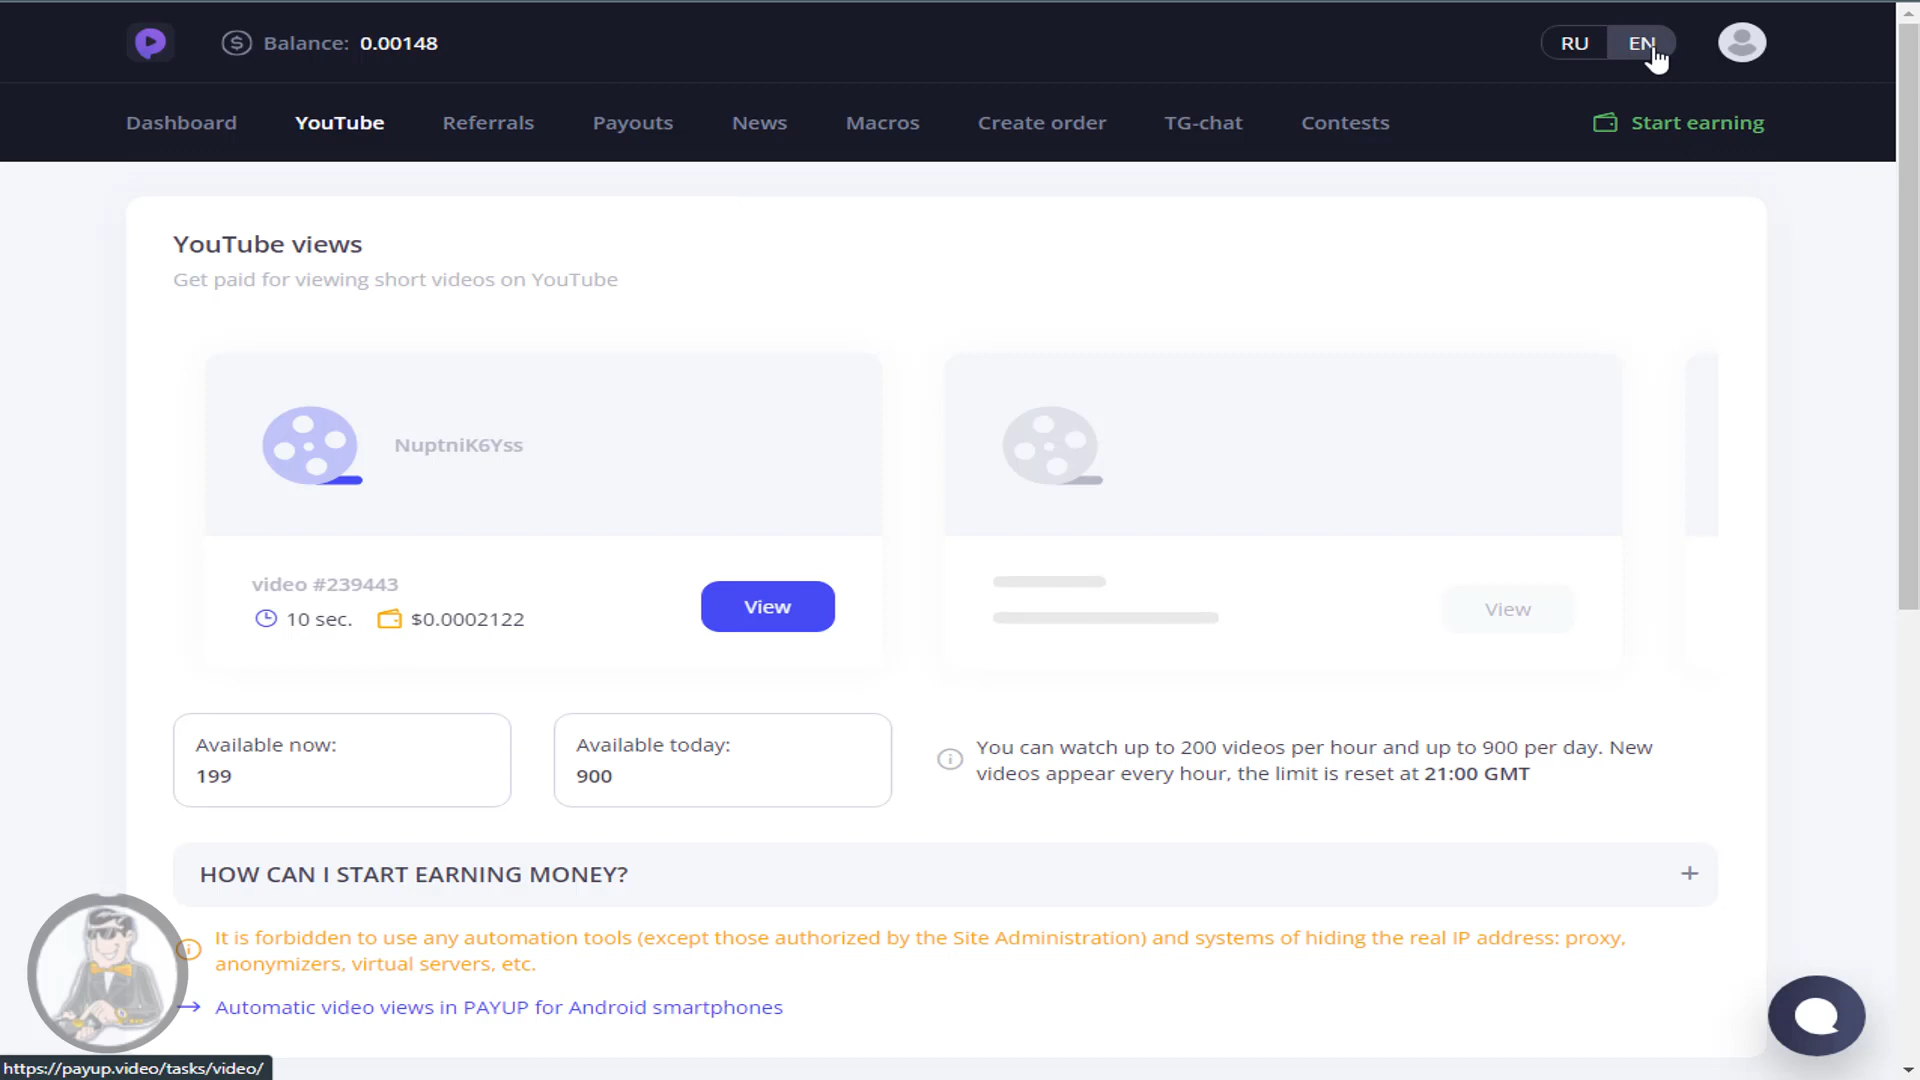 Balance: 0.00148
RU EN
Dashboard YouTube Referrals Payouts News Macros Create order TG-chat Contests Start earning
YouTube views
Get paid for viewing short videos on YouTube
NuptniK6Yss
video #239443
10 sec. $0.0002122
View
View
Available now:
199
Available today:
900
You can watch up to 200 videos per hour and up to 900 per day. New
videos appear every hour, the limit is reset at 21:00 GMT
HOW CAN I START EARNING MONEY? +
It is forbidden to use any automation tools (except those authorized by the Site Administration) and systems of hiding the real IP address: proxy,
anonymizers, virtual servers, etc.
Automatic video views in PAYUP for Android smartphones
https://payup.video/tasks/video/